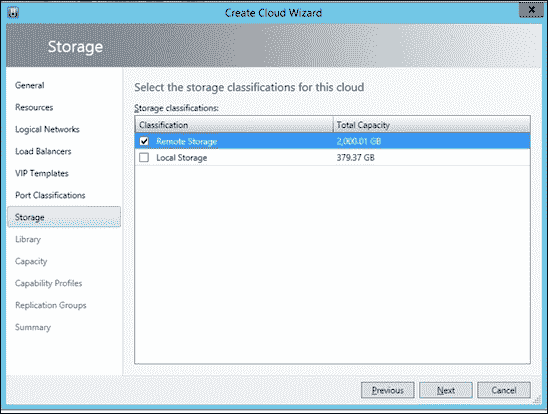 Create Cloud Wizard
Storage
General
Resources
Logical Networks
Load Balancers
VIP Templates
Port Classifications
Storage
Library
Capacity
Capability Profiles
Replication Groups
Summary
Select the storage classifications for this cloud
Storage classifications:
Classification Total Capacity
Remote Storage 2,000.01 GB
Local Storage 379.37 GB
Previous Next Cancel